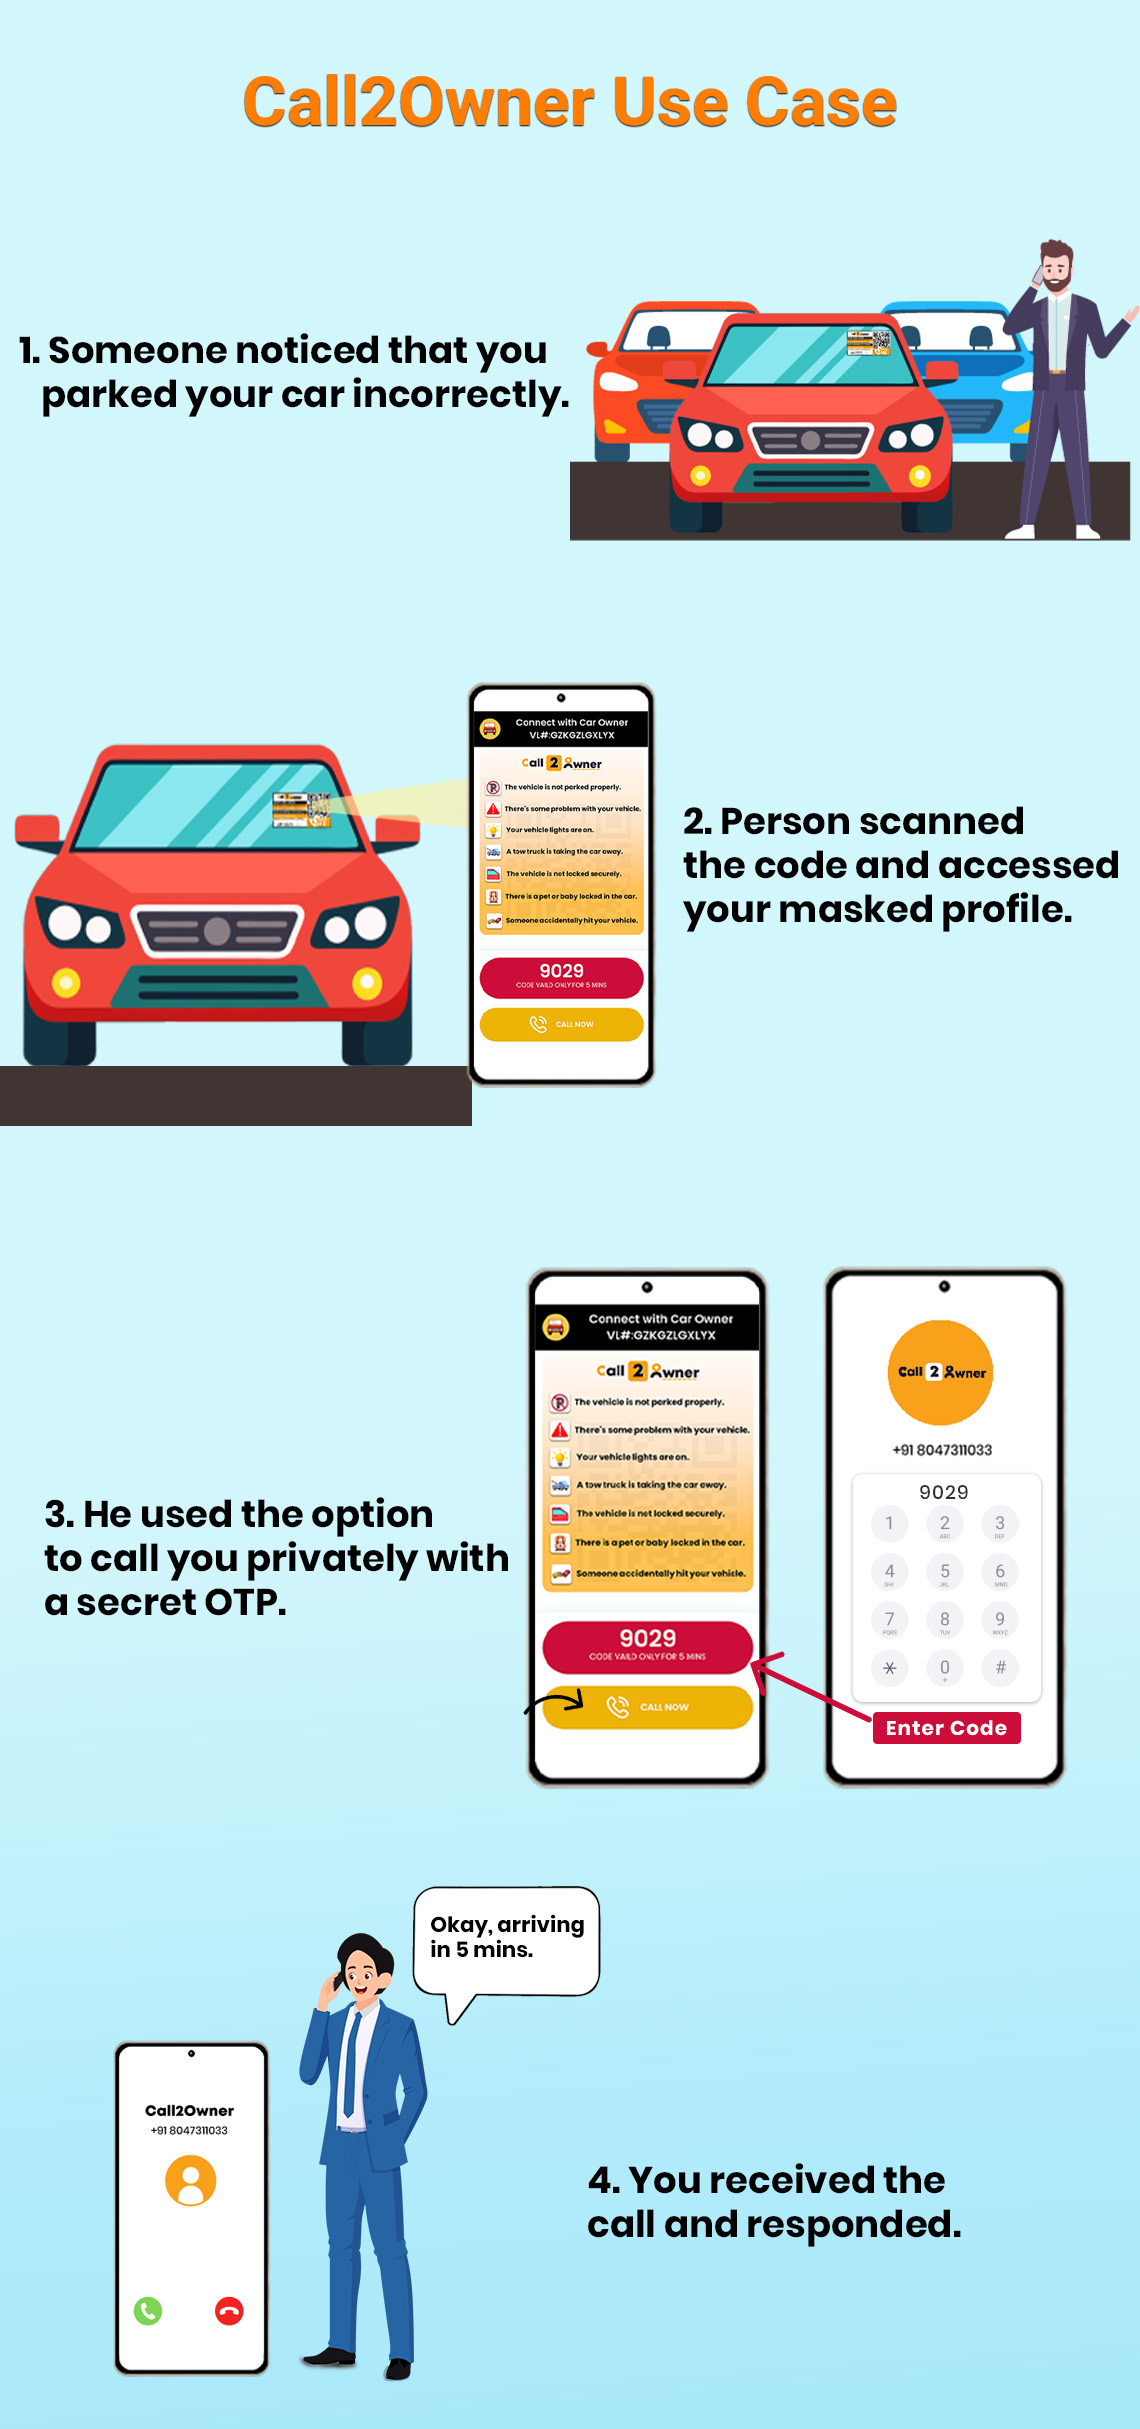 Call2Owner Use Case
1. Someone noticed that you
parked your car incorrectly.
Connect with Car Owner
VL#:GZKGZLGXLYX
Call 2 Owner
The vehicle is not parked properly.
There's some problem with your vehicle.
Your vehicle lights are on.
A tow truck is taking the car away.
The vehicle is not locked securely.
There is a pet or baby locked in the car.
Someone accidentelly hit your vehicle.
9029
CODE VAILD ONLY FOR 5 MINS
CALL NOW
2. Person scanned
the code and accessed
your masked profile.
3. He used the option
to call you privately with
a secret OTP.
Connect with Car Owner
VL#:GZKGZLGXLYX
Call 2 Owner
The vehicle is not parked properly.
There's some problem with your vehicle.
Your vehicle lights are on.
A tow truck is taking the car away.
The vehicle is not locked securely.
There is a pet or baby locked in the car.
Someone accidentelly hit your vehicle.
9029
CODE VAILD ONLY FOR 5 MINS
CALL NOW
Call 2 Owner
+91 8047311033
9029
1 2 3
ABC DEF
4 5 6
GHI JKL MNO
7 8 9
PQRS TUV WXYZ
* 0 #
+
Enter Code
Okay, arriving
in 5 mins.
Call2Owner
+91 8047311033
4. You received the
call and responded.